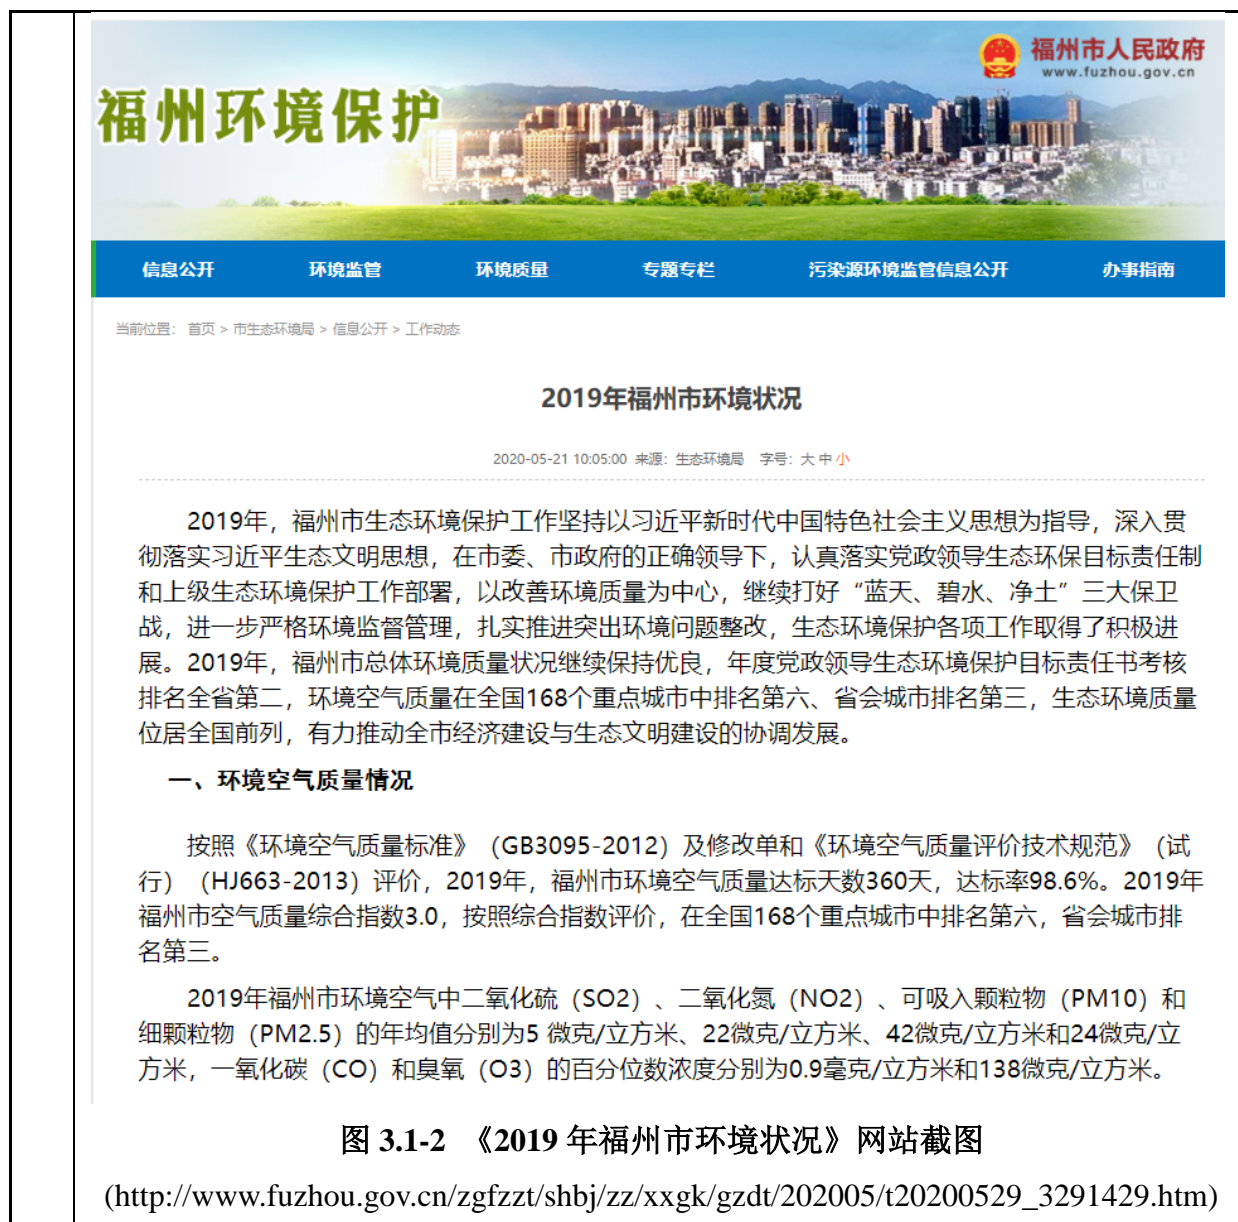 福州市人民政府
www.fuzhou.gov.cn
福州环境保护
信息公开 环境监管 环境质量 专题专栏 污染源环境监管信息公开 办事指南
当前位置： 首页 > 市生态环境局 > 信息公开 > 工作动态
2019年福州市环境状况
2020-05-21 10:05:00 来源：生态环境局 字号：大 中 小
2019年，福州市生态环境保护工作坚持以习近平新时代中国特色社会主义思想为指导，深入贯
彻落实习近平生态文明思想，在市委、市政府的正确领导下，认真落实党政领导生态环保目标责任制
和上级生态环境保护工作部署，以改善环境质量为中心，继续打好“蓝天、碧水、净土”三大保卫
战，进一步严格环境监督管理，扎实推进突出环境问题整改，生态环境保护各项工作取得了积极进
展。2019年，福州市总体环境质量状况继续保持优良，年度党政领导生态环境保护目标责任书考核
排名全省第二，环境空气质量在全国168个重点城市中排名第六、省会城市排名第三，生态环境质量
位居全国前列，有力推动全市经济建设与生态文明建设的协调发展。
一、环境空气质量情况
按照《环境空气质量标准》（GB3095-2012）及修改单和《环境空气质量评价技术规范》（试
行）（HJ663-2013）评价，2019年，福州市环境空气质量达标天数360天，达标率98.6%。2019年
福州市空气质量综合指数3.0，按照综合指数评价，在全国168个重点城市中排名第六，省会城市排
名第三。
2019年福州市环境空气中二氧化硫（SO2）、二氧化氮（NO2）、可吸入颗粒物（PM10）和
细颗粒物（PM2.5）的年均值分别为5 微克/立方米、22微克/立方米、42微克/立方米和24微克/立
方米，一氧化碳（CO）和臭氧（O3）的百分位数浓度分别为0.9毫克/立方米和138微克/立方米。
图 3.1-2 《2019 年福州市环境状况》网站截图
(http://www.fuzhou.gov.cn/zgfzzt/shbj/zz/xxgk/gzdt/202005/t20200529_3291429.htm)